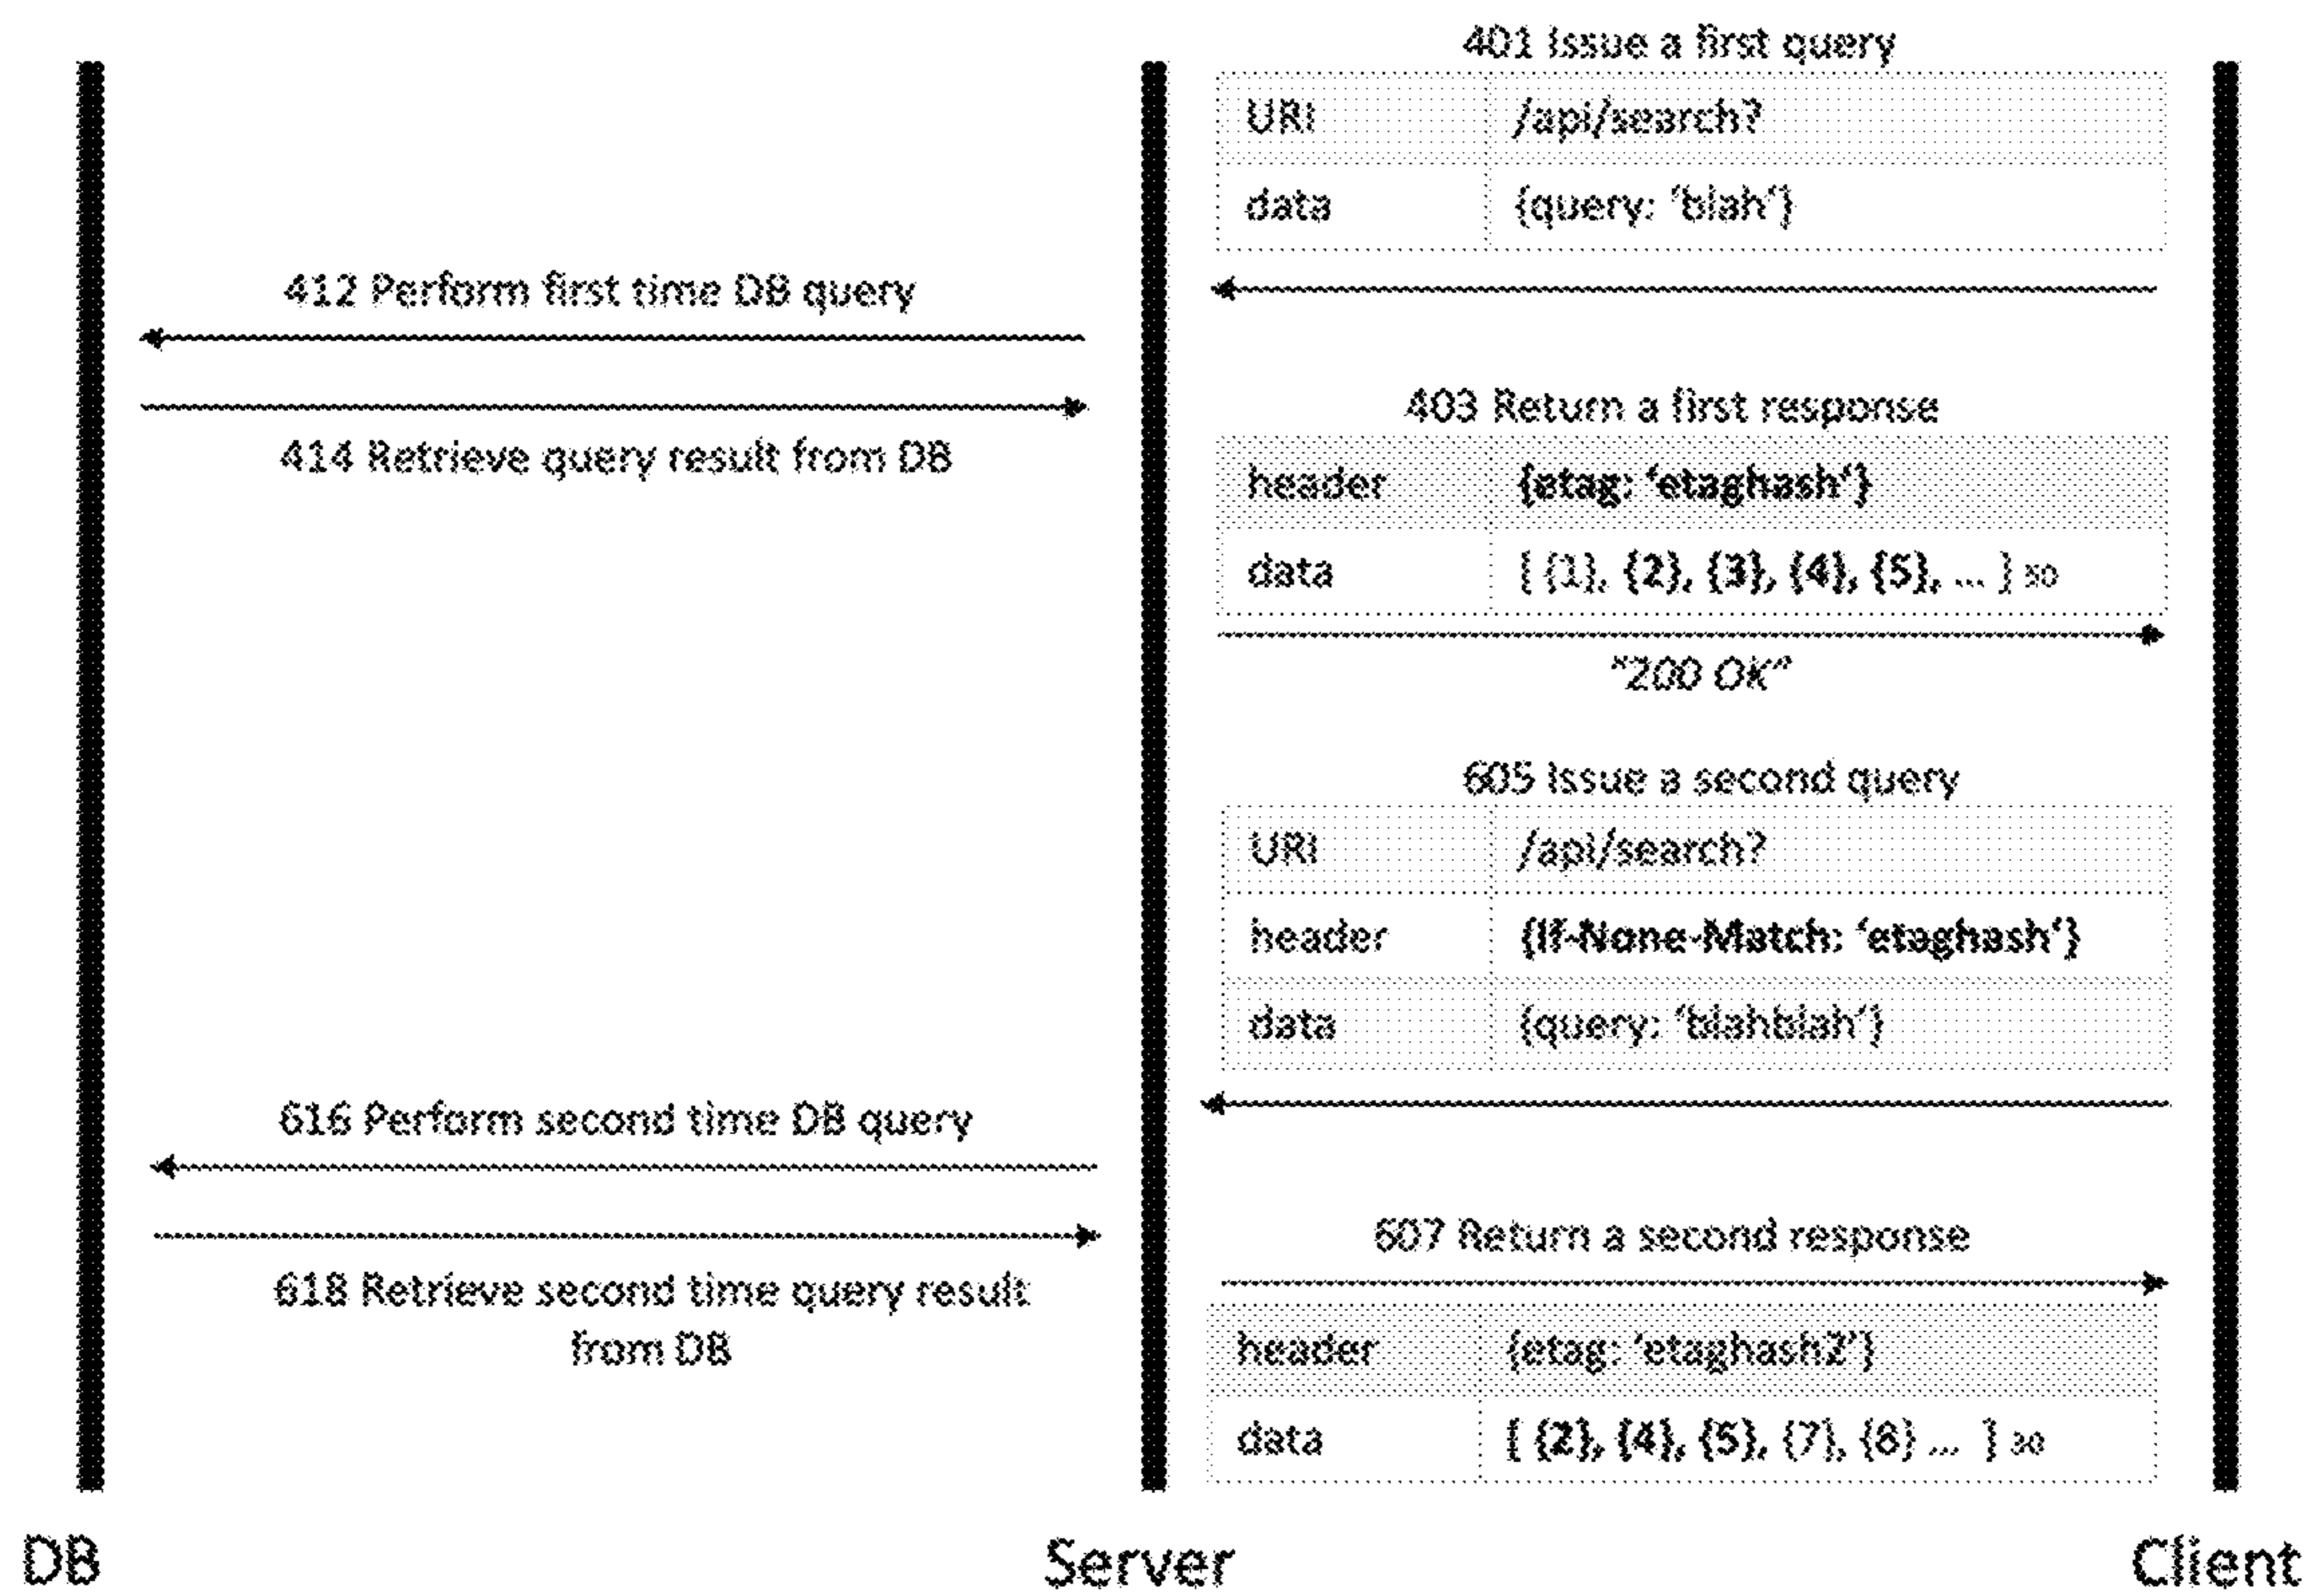 401 Issue a first query
URI /api/search?
data {query: ‘blah‘}
412 Perform first time DB query
414 Retrieve query result from DB
403 Return a first response
header {etag: ‘etaghash‘}
data [ {1}, {2}, {3}, {4}, {5}, ... ] 30
"200 OK"
605 Issue a second query
URI /api/search?
header {If-None-Match: ‘etaghash‘}
data {query: ‘blahblah‘}
616 Perform second time DB query
618 Retrieve second time query result
from DB
607 Return a second response
header {etag: ‘etaghash2‘}
data [ {2}, {4}, {5}, {7}, {8} ... ] 30
DB Server Client